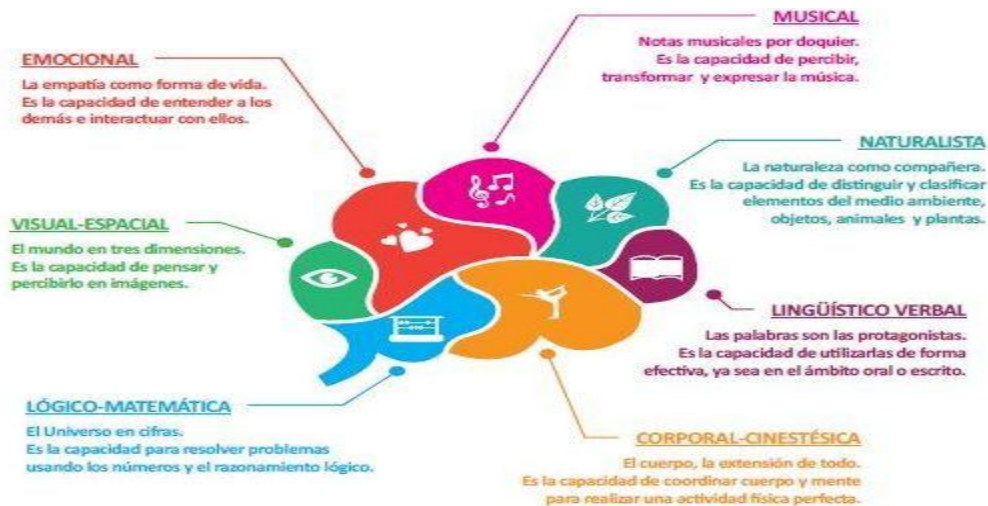 MUSICAL
Notas musicales por doquier.
Es la capacidad de percibir,
transformar y expresar la música.
EMOCIONAL
La empatía como forma de vida.
Es la capacidad de entender a los
demás e interactuar con ellos.
NATURALISTA
La naturaleza como compañera.
Es la capacidad de distinguir y clasificar
elementos del medio ambiente,
objetos, animales y plantas.
VISUAL-ESPACIAL
El mundo en tres dimensiones.
Es la capacidad de pensar y
percibirlo en imágenes.
LINGÜÍSTICO VERBAL
Las palabras son las protagonistas.
Es la capacidad de utilizarlas de forma
efectiva, ya sea en el ámbito oral o escrito.
LÓGICO-MATEMÁTICA
El Universo en cifras.
Es la capacidad para resolver problemas
usando los números y el razonamiento lógico.
CORPORAL-CINESTÉSICA
El cuerpo, la extensión de todo.
Es la capacidad de coordinar cuerpo y mente
para realizar una actividad física perfecta.